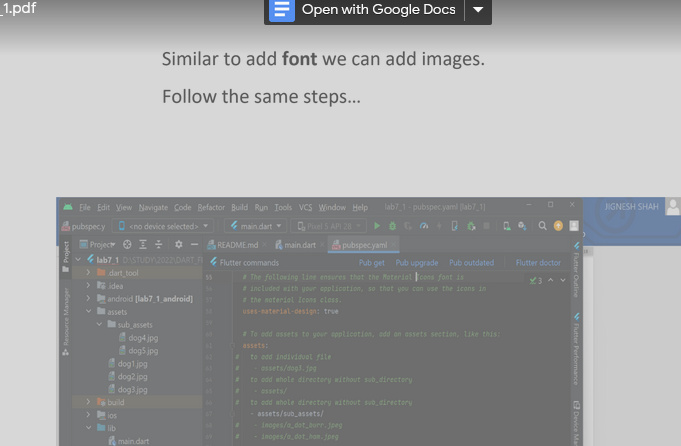 _1.pdf
Open with Google Docs
Similar to add font we can add images.
Follow the same steps...
File Edit View Navigate Code Refactor Build Run Tools VCS Window Help lab7_1 - pubspec.yaml [lab7_1]
JIGNESH SHAH
pubspec.y <no device selected> main.dart Pixel 5 API 28
Project
Project README.md main.dart pubspec.yaml
lab7_1 D:\STUDY\2022\DART
Flutter commands Pub get Pub upgrade Pub outdated Flutter doctor
.dart_tool
.idea
android [lab7_1_android]
assets
sub_assets
dog4.jpg
dog5.jpg
dog1.jpg
dog2.jpg
dog3.jpg
build
ios
lib
main.dart
Resource Manager
55 # The following line ensures that the Material Icons font is
3
# included with your application, so that you can use the icons in
# the material Icons class.
uses-material-design: true
# To add assets to your application, add an assets section, like this:
assets:
# to add individual file
# - assets/dog3.jpg
# to add whole directory without sub_directory
# - assets/
# to add whole directory without sub_directory
- assets/sub_assets/
# - images/a_dot_burr.jpeg
# - images/a_dot_ham.jpeg
Flutter Outline
Flutter Performance
Device Ma